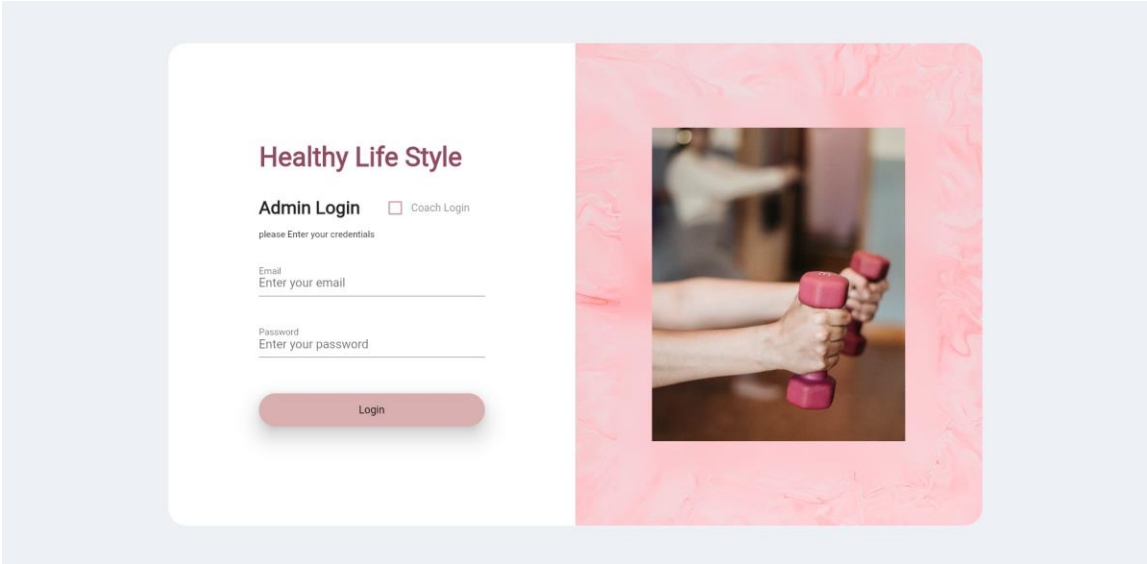 Healthy Life Style
Admin Login
Coach Login
please Enter your credentials
Email
Enter your email
Password
Enter your password
Login